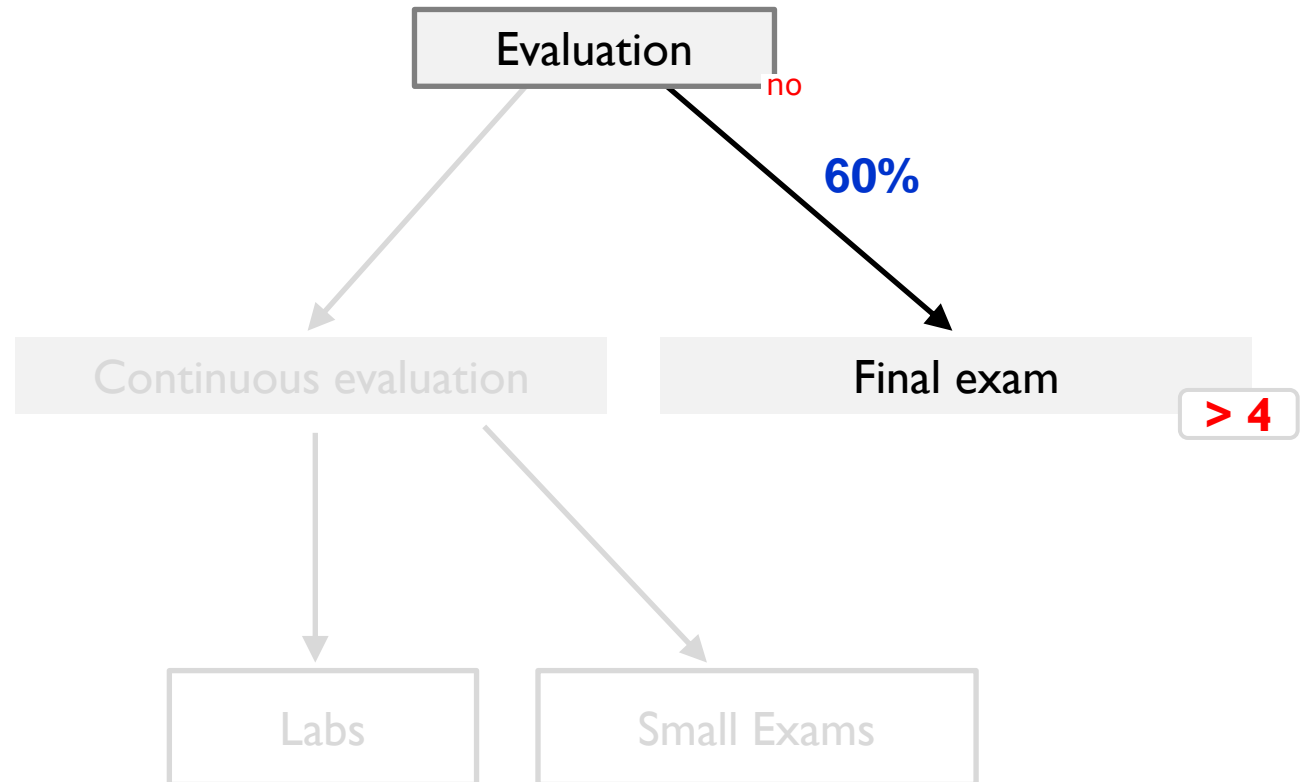 Evaluation
no
60%
Continuous evaluation
Final exam
> 4
Labs
Small Exams